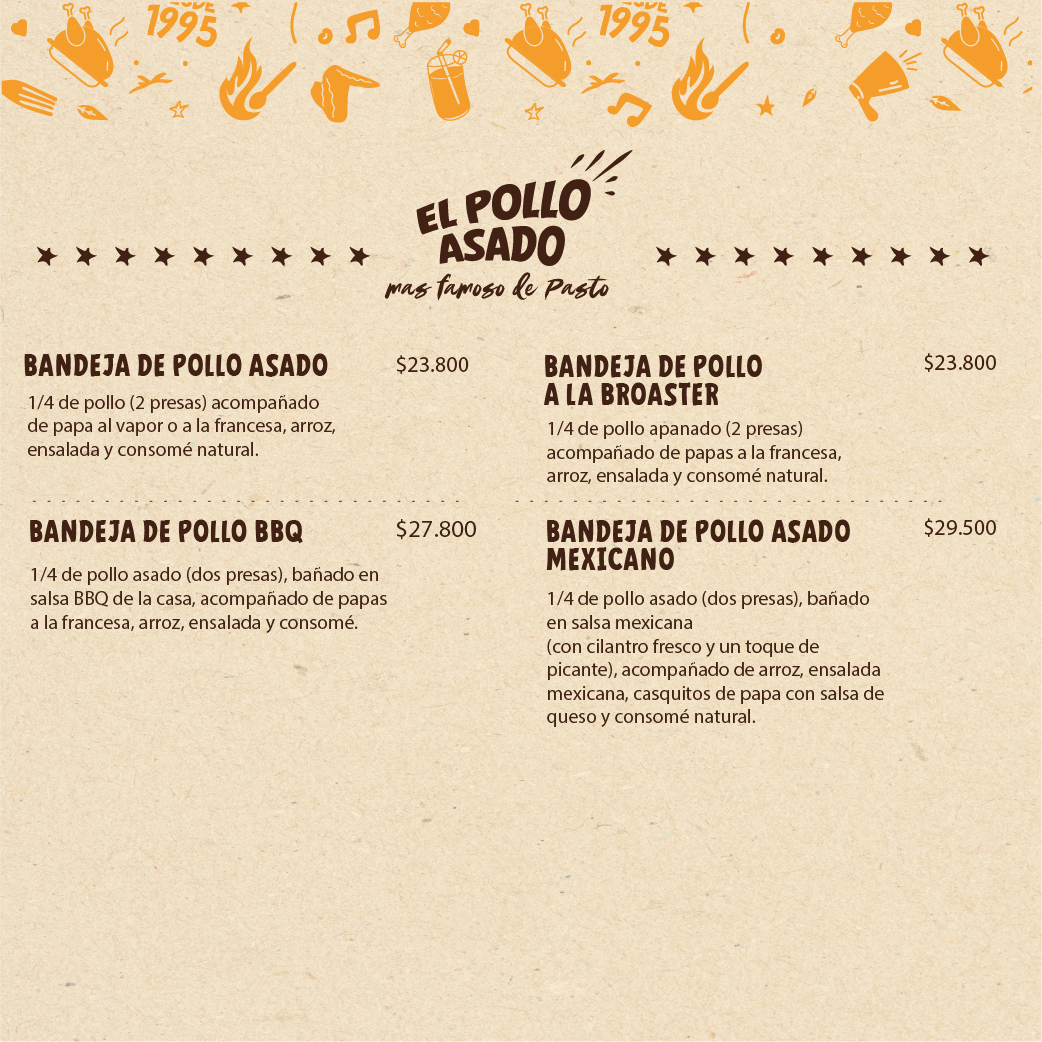 1995
1995
EL POLLO
ASADO
mas famoso de Pasto
BANDEJA DE POLLO ASADO
$23.800
1/4 de pollo (2 presas) acompañado
de papa al vapor o a la francesa, arroz,
ensalada y consomé natural.
BANDEJA DE POLLO
A LA BROASTER
$23.800
1/4 de pollo apanado (2 presas)
acompañado de papas a la francesa,
arroz, ensalada y consomé natural.
BANDEJA DE POLLO BBQ
$27.800
1/4 de pollo asado (dos presas), bañado en
salsa BBQ de la casa, acompañado de papas
a la francesa, arroz, ensalada y consomé.
BANDEJA DE POLLO ASADO
MEXICANO
$29.500
1/4 de pollo asado (dos presas), bañado
en salsa mexicana
(con cilantro fresco y un toque de
picante), acompañado de arroz, ensalada
mexicana, casquitos de papa con salsa de
queso y consomé natural.